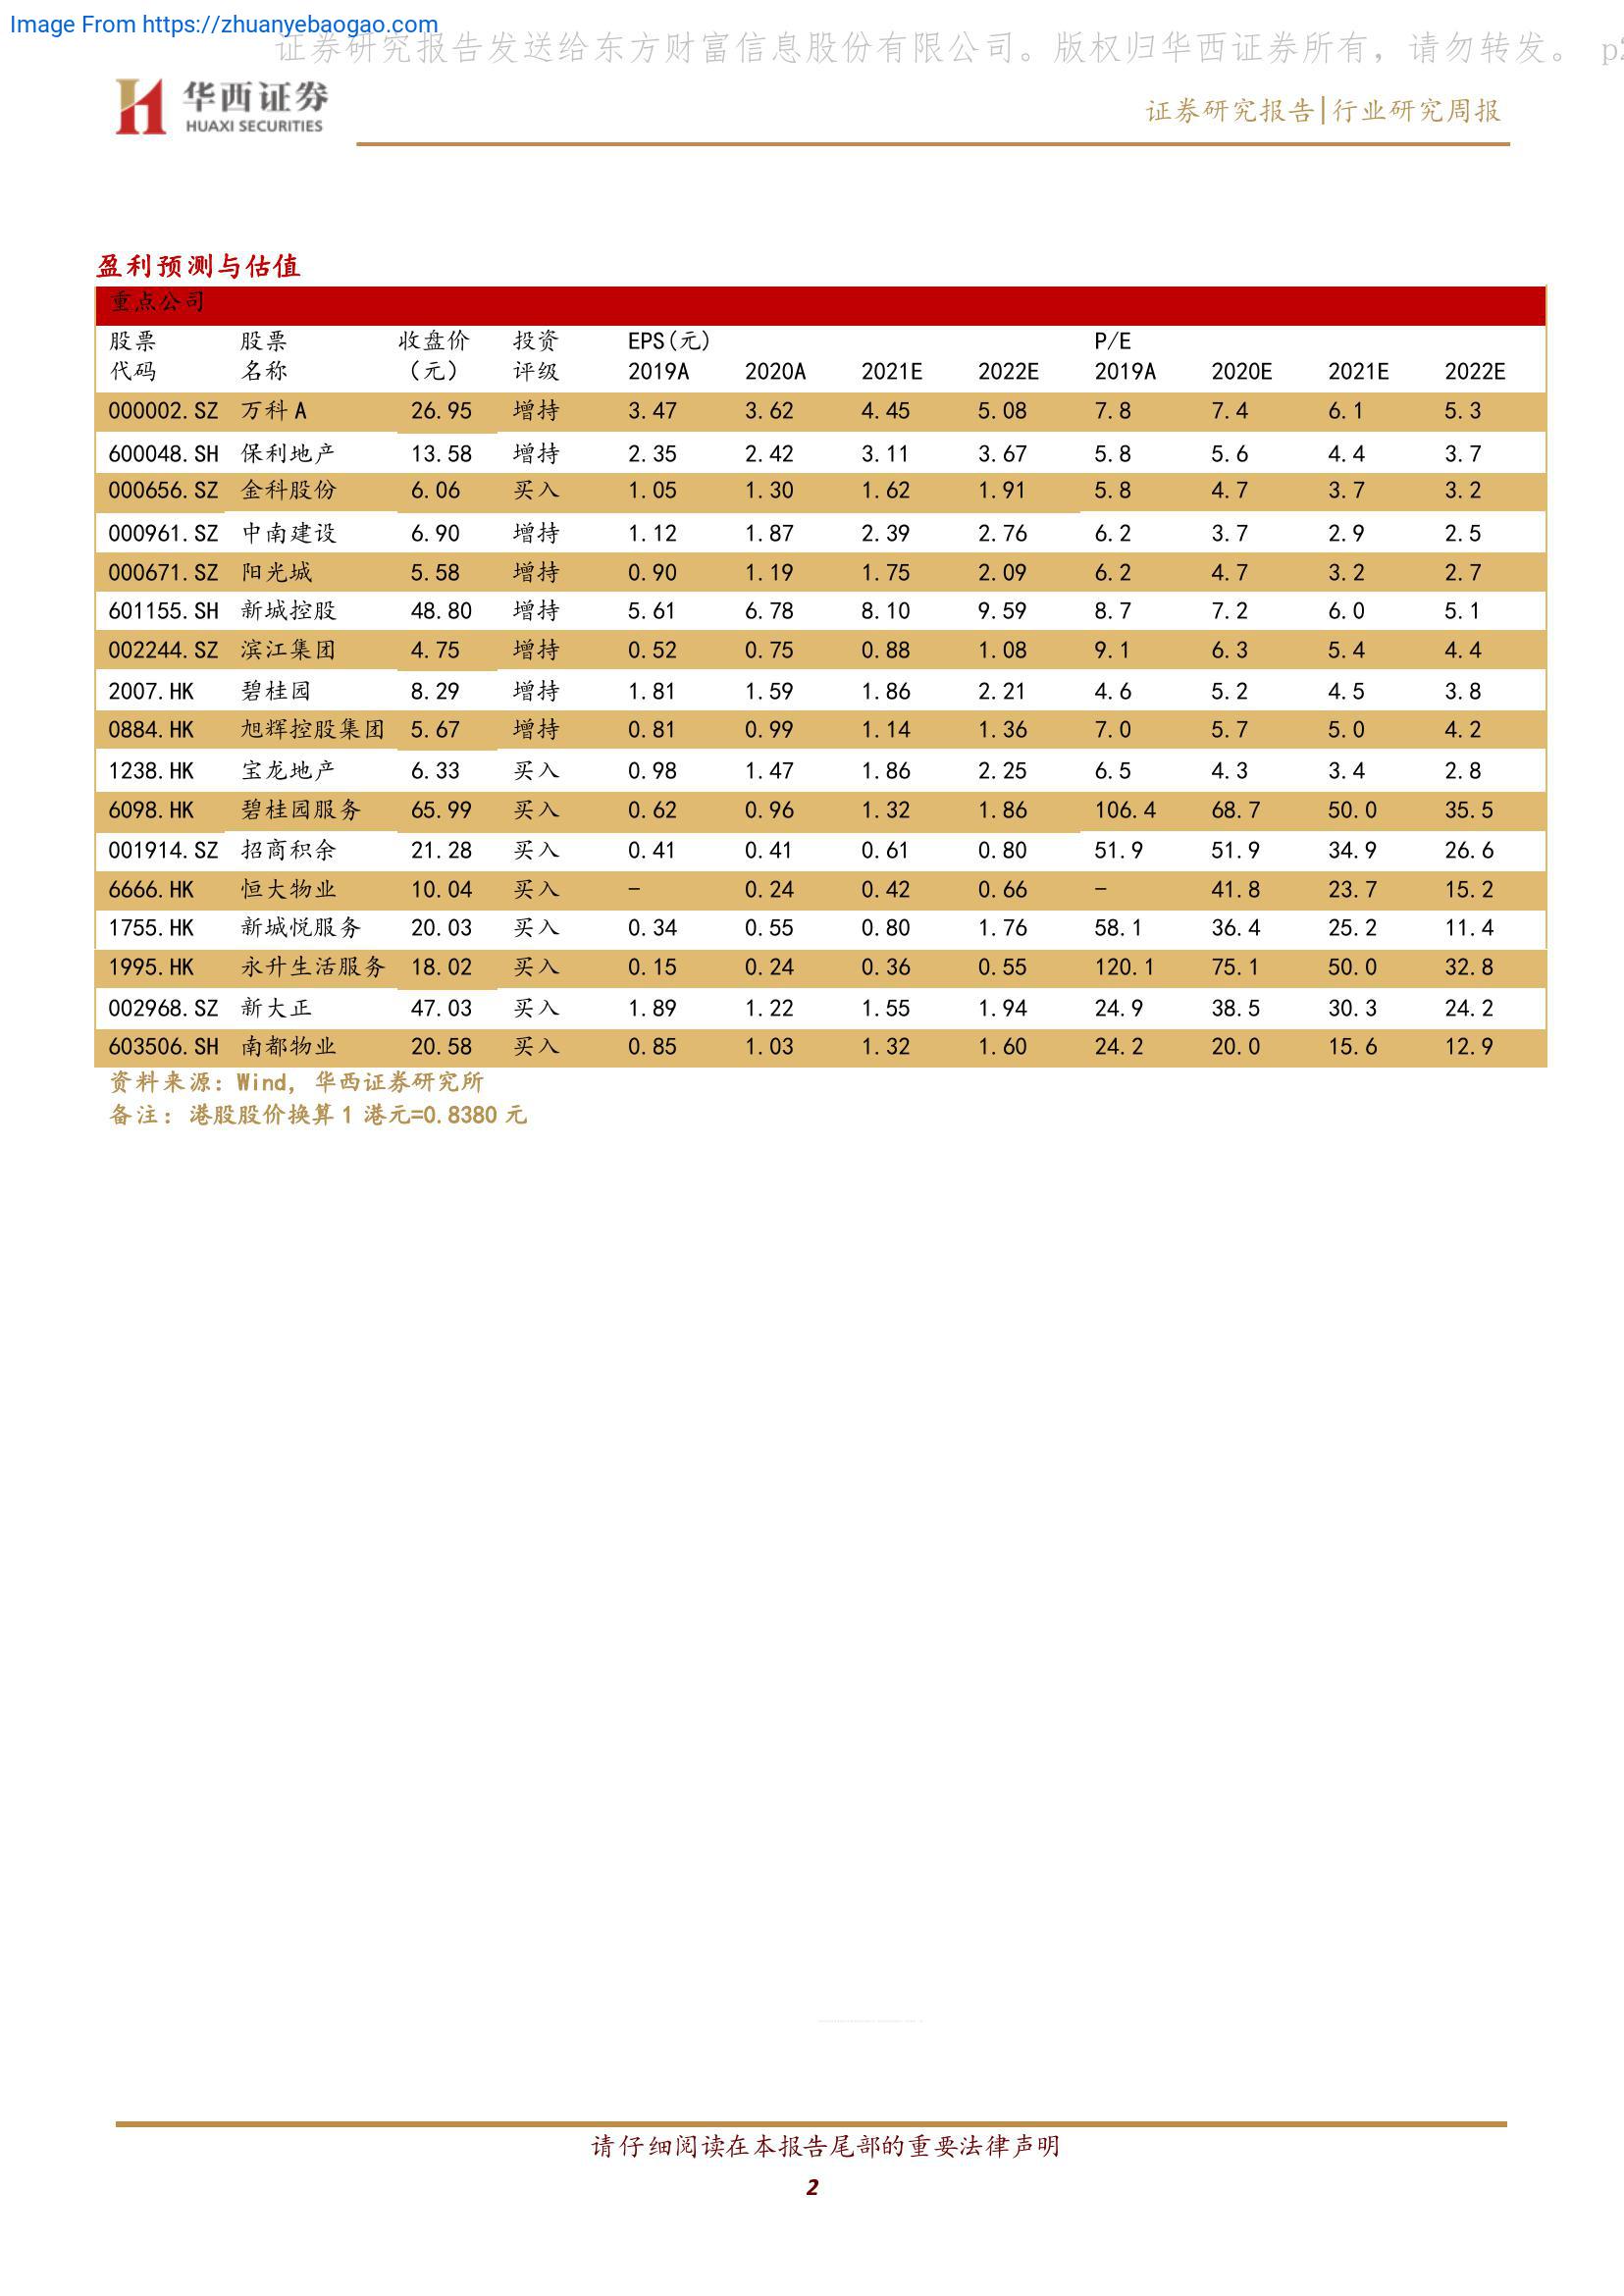 Image From https://zhuanyebaogao.com
证券研究报告发送给东方财富信息股份有限公司。版权归华西证券所有，请勿转发。 p2
华西证券
HUAXI SECURITIES
证券研究报告|行业研究周报
盈利预测与估值
重点公司
股票 股票 收盘价 投资 EPS(元) P/E
代码 名称 （元） 评级 2019A 2020A 2021E 2022E 2019A 2020E 2021E 2022E
000002.SZ 万科A 26.95 增持 3.47 3.62 4.45 5.08 7.8 7.4 6.1 5.3
600048.SH 保利地产 13.58 增持 2.35 2.42 3.11 3.67 5.8 5.6 4.4 3.7
000656.SZ 金科股份 6.06 买入 1.05 1.30 1.62 1.91 5.8 4.7 3.7 3.2
000961.SZ 中南建设 6.90 增持 1.12 1.87 2.39 2.76 6.2 3.7 2.9 2.5
000671.SZ 阳光城 5.58 增持 0.90 1.19 1.75 2.09 6.2 4.7 3.2 2.7
601155.SH 新城控股 48.80 增持 5.61 6.78 8.10 9.59 8.7 7.2 6.0 5.1
002244.SZ 滨江集团 4.75 增持 0.52 0.75 0.88 1.08 9.1 6.3 5.4 4.4
2007.HK 碧桂园 8.29 增持 1.81 1.59 1.86 2.21 4.6 5.2 4.5 3.8
0884.HK 旭辉控股集团 5.67 增持 0.81 0.99 1.14 1.36 7.0 5.7 5.0 4.2
1238.HK 宝龙地产 6.33 买入 0.98 1.47 1.86 2.25 6.5 4.3 3.4 2.8
6098.HK 碧桂园服务 65.99 买入 0.62 0.96 1.32 1.86 106.4 68.7 50.0 35.5
001914.SZ 招商积余 21.28 买入 0.41 0.41 0.61 0.80 51.9 51.9 34.9 26.6
6666.HK 恒大物业 10.04 买入 - 0.24 0.42 0.66 - 41.8 23.7 15.2
1755.HK 新城悦服务 20.03 买入 0.34 0.55 0.80 1.76 58.1 36.4 25.2 11.4
1995.HK 永升生活服务 18.02 买入 0.15 0.24 0.36 0.55 120.1 75.1 50.0 32.8
002968.SZ 新大正 47.03 买入 1.89 1.22 1.55 1.94 24.9 38.5 30.3 24.2
603506.SH 南都物业 20.58 买入 0.85 1.03 1.32 1.60 24.2 20.0 15.6 12.9
资料来源：Wind，华西证券研究所
备注：港股股价换算1 港元=0.8380 元
请仔细阅读在本报告尾部的重要法律声明
2